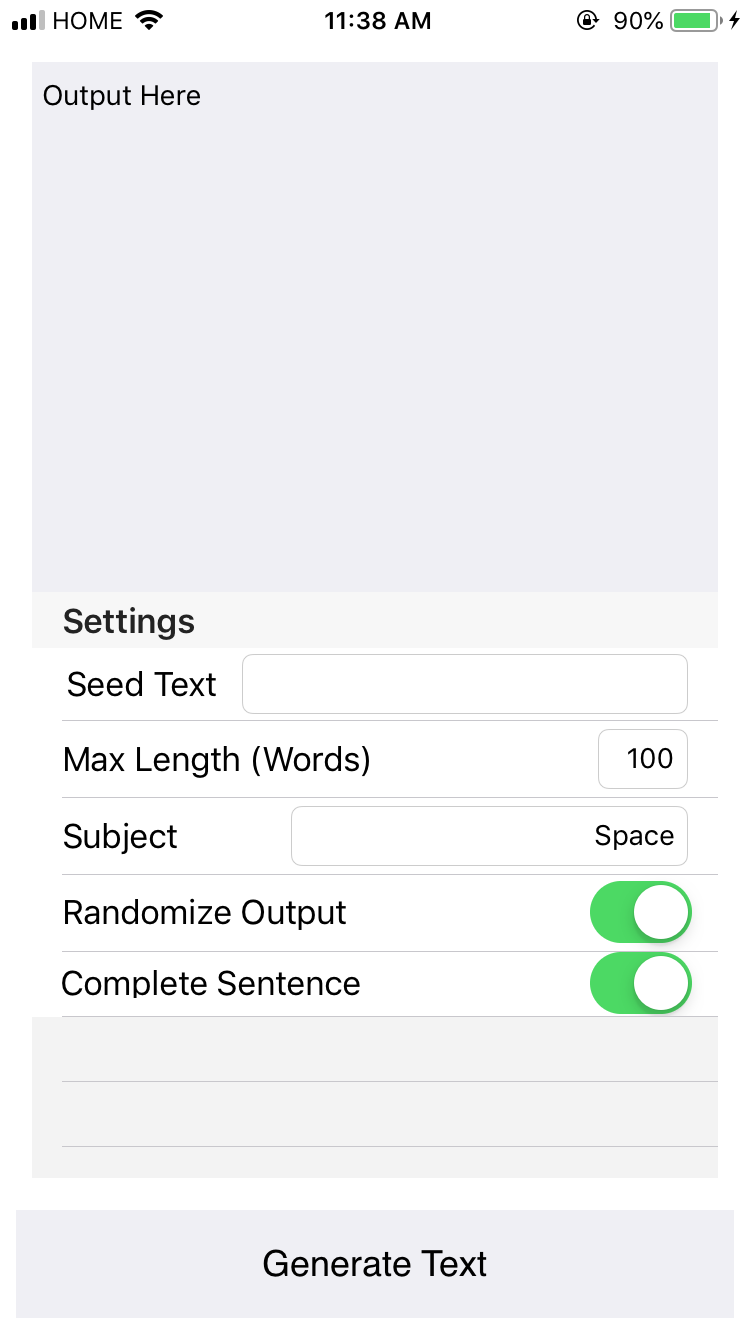 HOME 11:38 AM 90%
Output Here
Settings
Seed Text
Max Length (Words) 100
Subject Space
Randomize Output
Complete Sentence
Generate Text